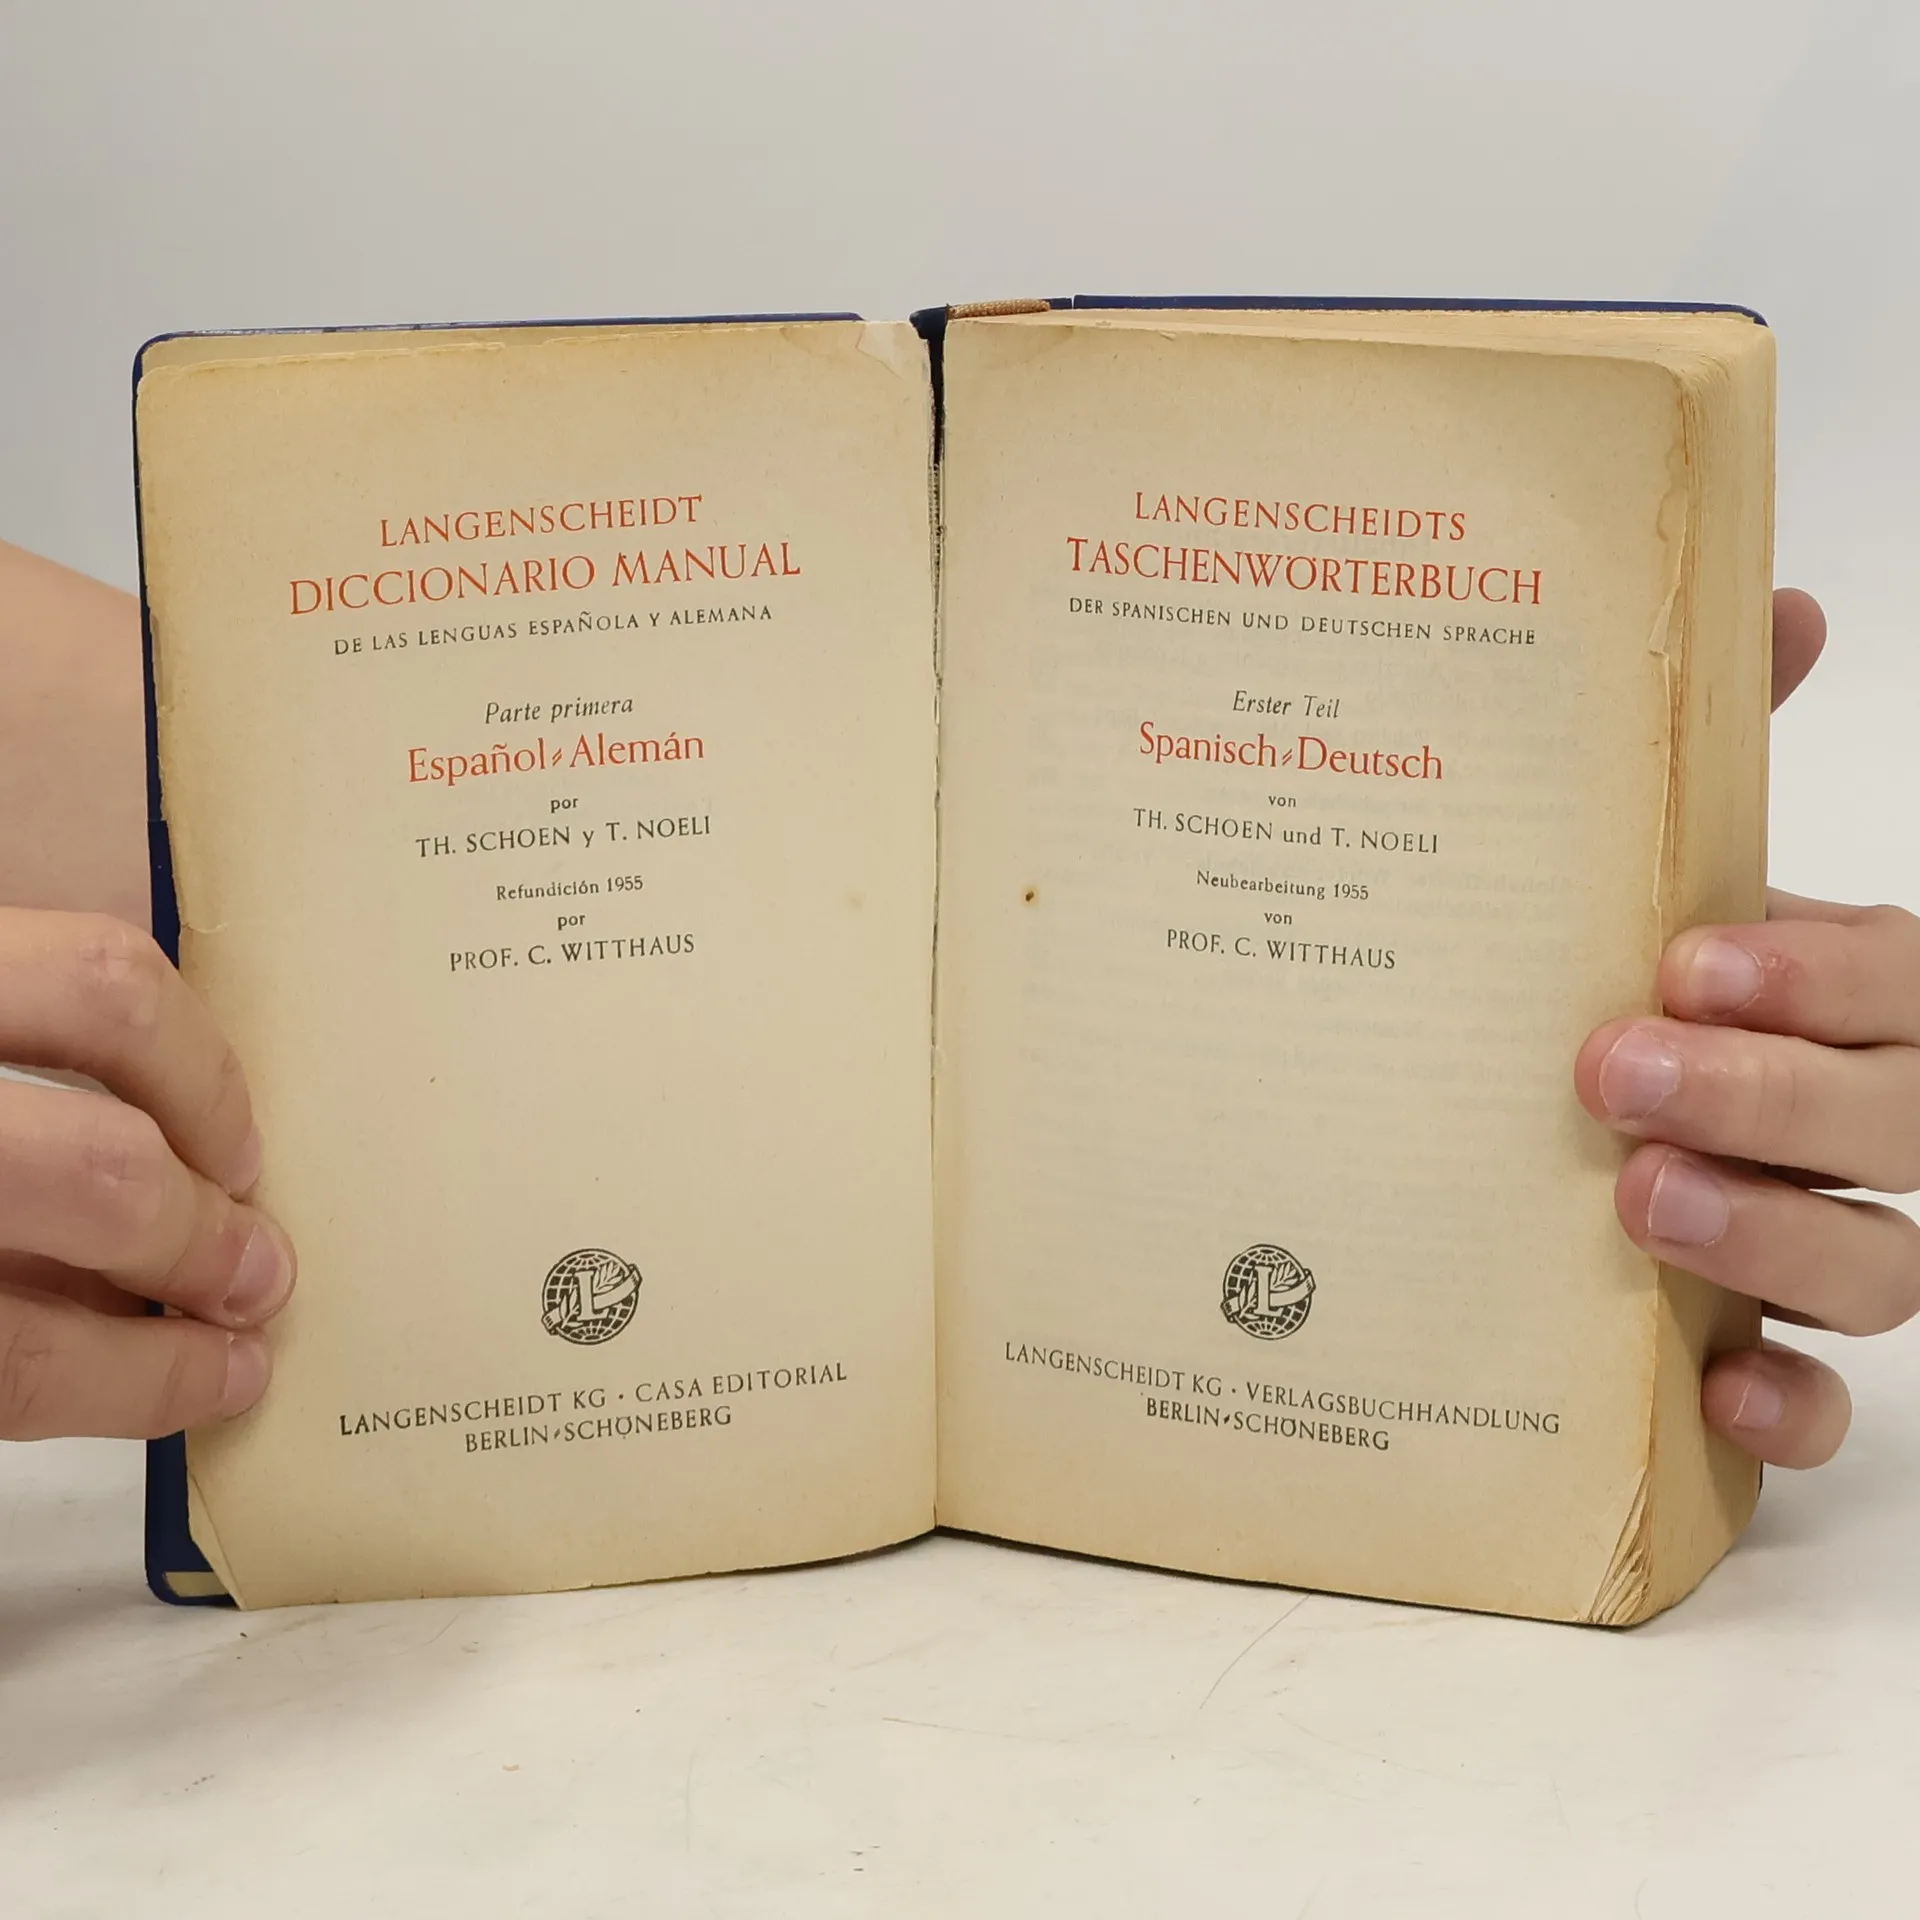 LANGENSCHEIDT
DICCIONARIO MANUAL
DE LAS LENGUAS ESPAÑOLA Y ALEMANA
Parte primera
Español-Alemán
por
TH. SCHOEN y T. NOELI
Refundición 1955
por
PROF. C. WITTHAUS
L
LANGENSCHEIDT KG · CASA EDITORIAL
BERLIN-SCHÖNEBERG
LANGENSCHEIDTS
TASCHENWÖRTERBUCH
DER SPANISCHEN UND DEUTSCHEN SPRACHE
Erster Teil
Spanisch-Deutsch
von
TH. SCHOEN und T. NOELI
Neubearbeitung 1955
von
PROF. C. WITTHAUS
L
LANGENSCHEIDT KG · VERLAGSBUCHHANDLUNG
BERLIN-SCHÖNEBERG